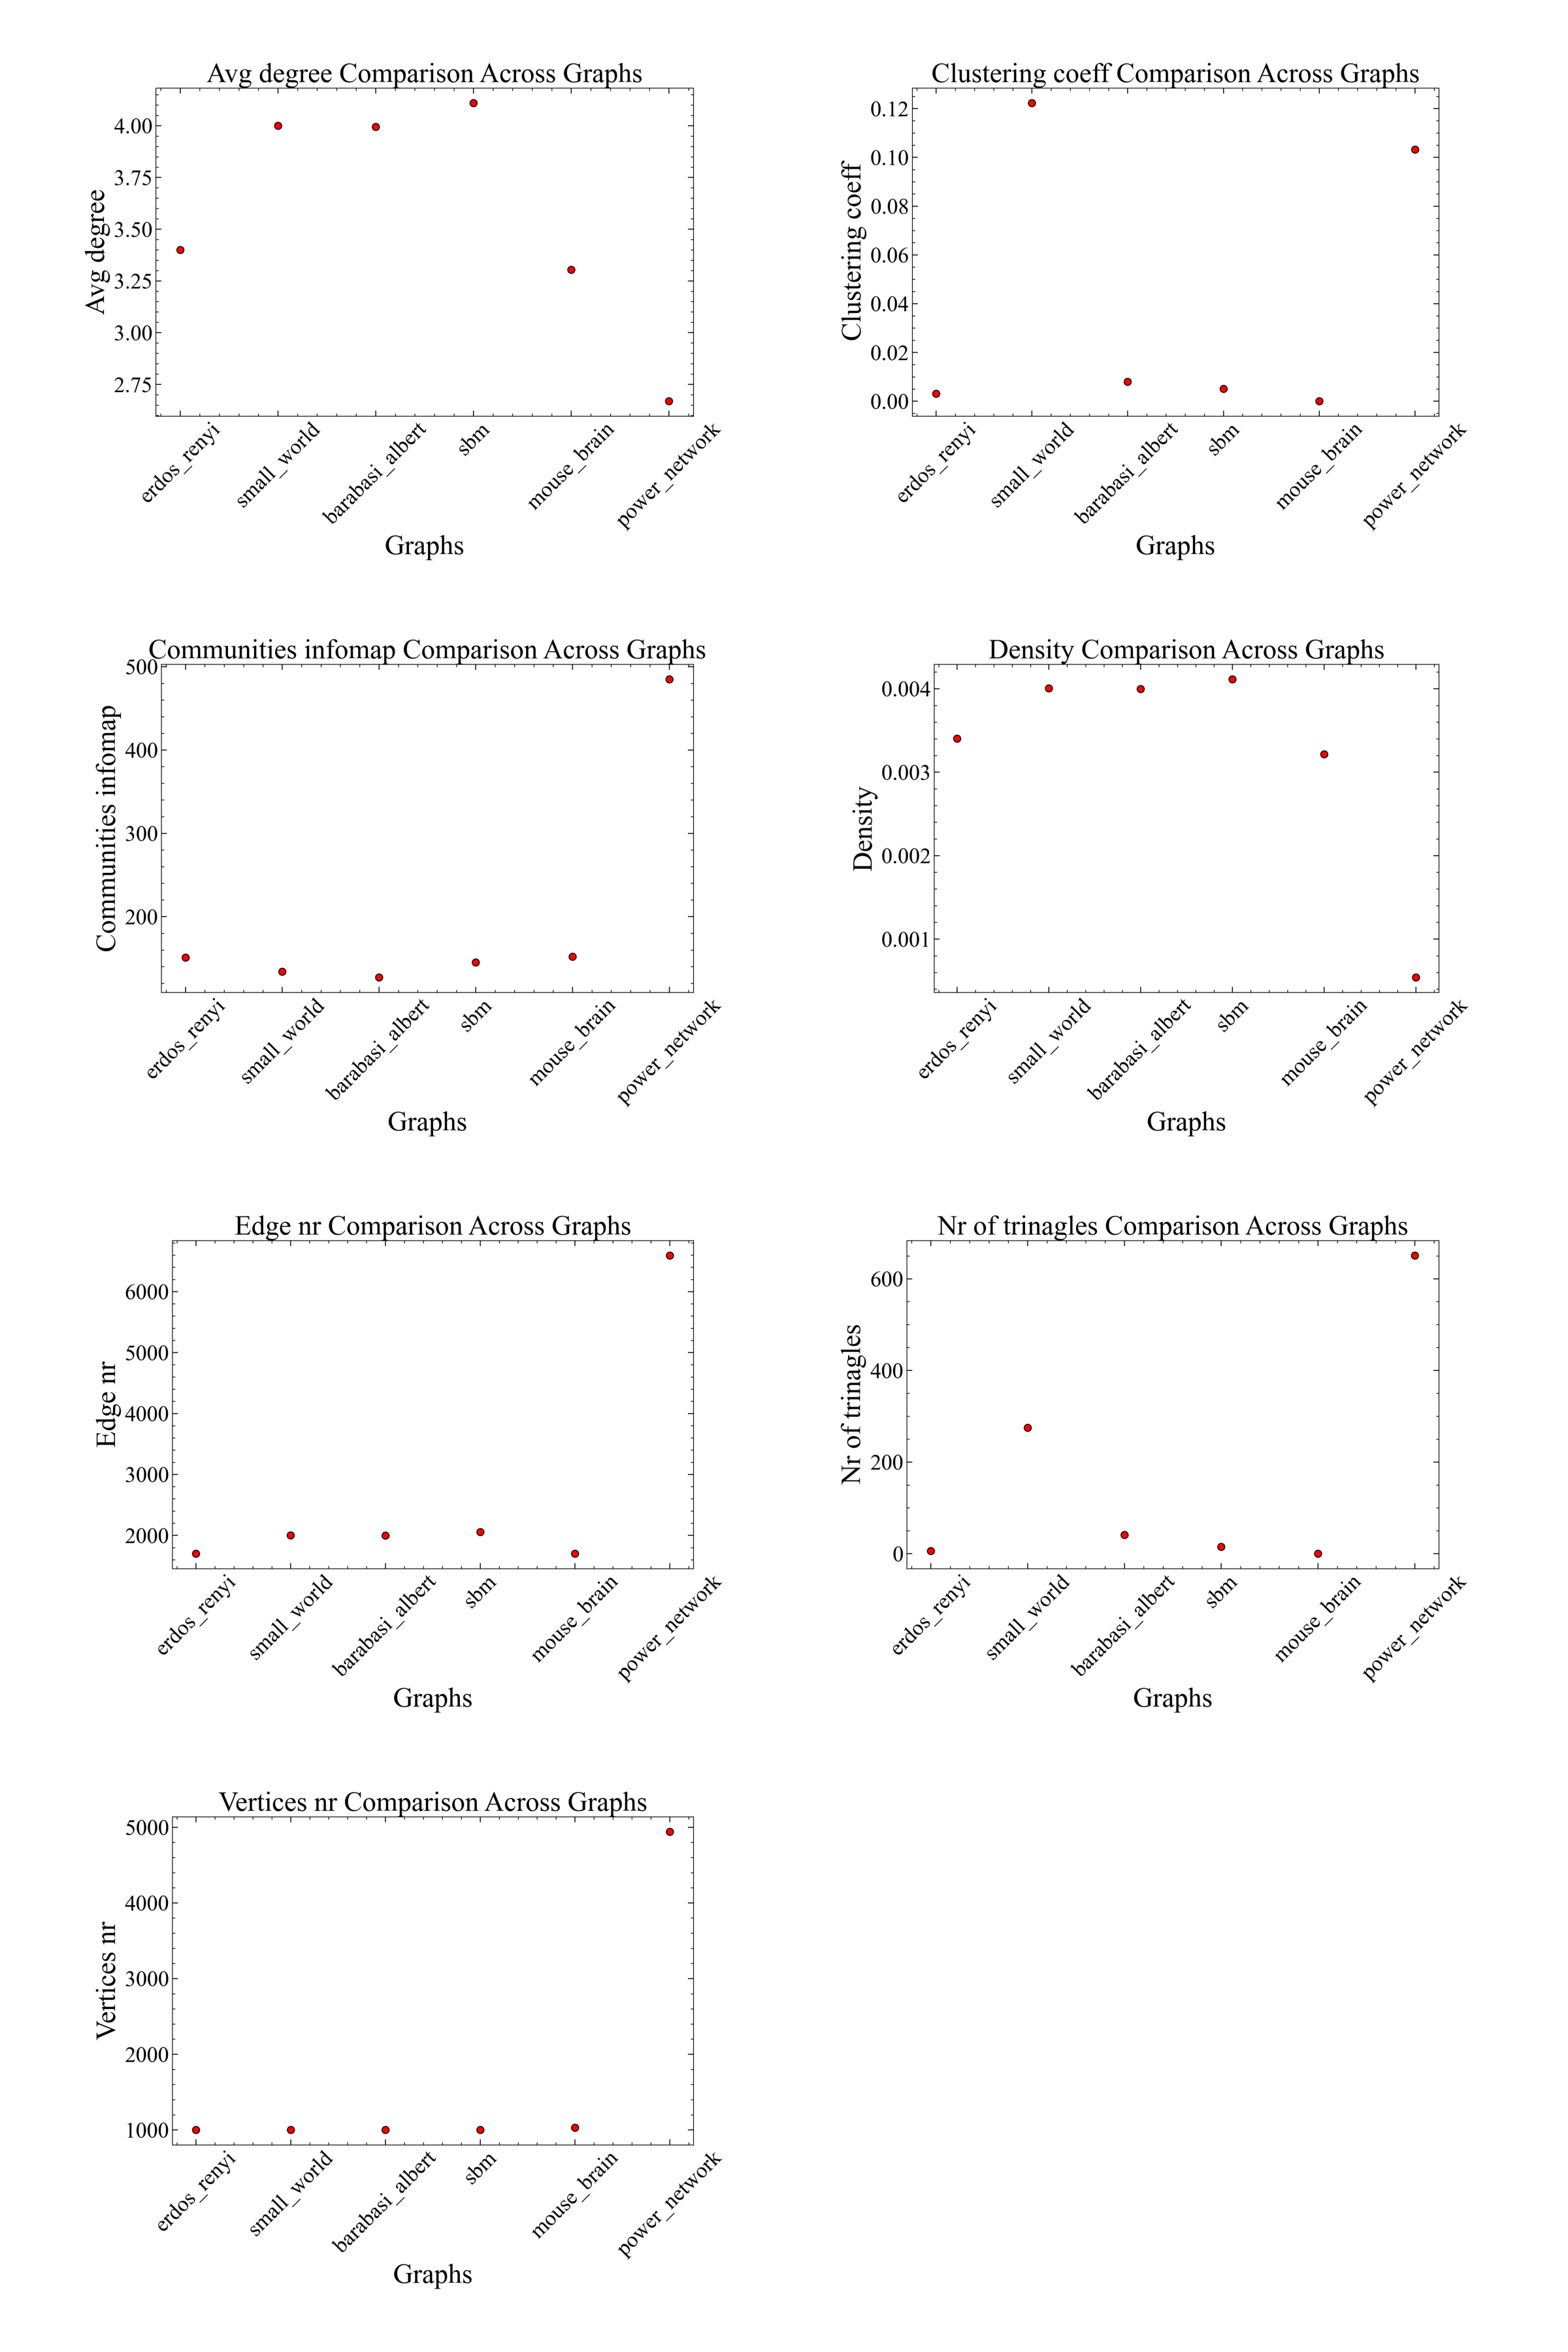 Avg degree Comparison Across Graphs
Avg degree
4.00
3.75
3.50
3.25
3.00
2.75
erdos_renyi
small_world
barabasi_albert
sbm
mouse_brain
power_network
Graphs
Clustering coeff Comparison Across Graphs
Clustering coeff
0.12
0.10
0.08
0.06
0.04
0.02
0.00
erdos_renyi
small_world
barabasi_albert
sbm
mouse_brain
power_network
Graphs
Communities infomap Comparison Across Graphs
Communities infomap
500
400
300
200
erdos_renyi
small_world
barabasi_albert
sbm
mouse_brain
power_network
Graphs
Density Comparison Across Graphs
Density
0.004
0.003
0.002
0.001
erdos_renyi
small_world
barabasi_albert
sbm
mouse_brain
power_network
Graphs
Edge nr Comparison Across Graphs
Edge nr
6000
5000
4000
3000
2000
erdos_renyi
small_world
barabasi_albert
sbm
mouse_brain
power_network
Graphs
Nr of trinagles Comparison Across Graphs
Nr of trinagles
600
400
200
0
erdos_renyi
small_world
barabasi_albert
sbm
mouse_brain
power_network
Graphs
Vertices nr Comparison Across Graphs
Vertices nr
5000
4000
3000
2000
1000
erdos_renyi
small_world
barabasi_albert
sbm
mouse_brain
power_network
Graphs